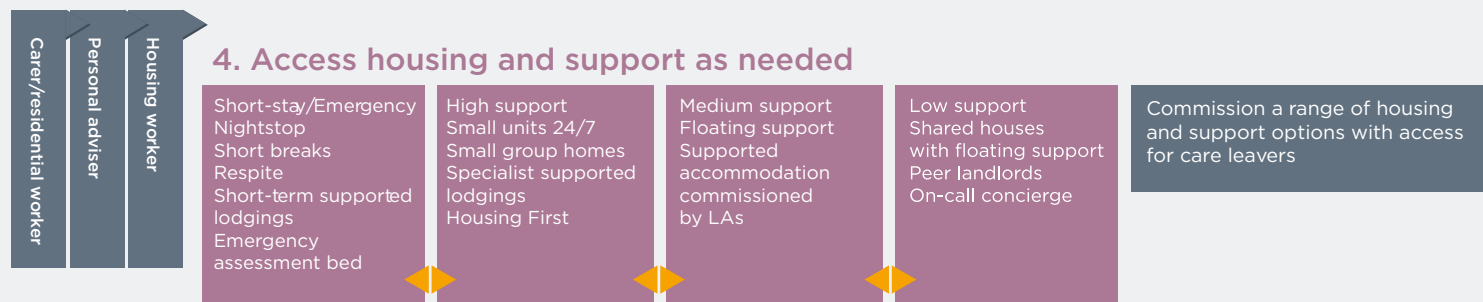 Carer/residential worker
Personal adviser
Housing worker
4. Access housing and support as needed
Short-stay/Emergency
Nightstop
Short breaks
Respite
Short-term supported
lodgings
Emergency
assessment bed
High support
Small units 24/7
Small group homes
Specialist supported
lodgings
Housing First
Medium support
Floating support
Supported
accommodation
commissioned
by LAs
Low support
Shared houses
with floating support
Peer landlords
On-call concierge
Commission a range of housing
and support options with access
for care leavers